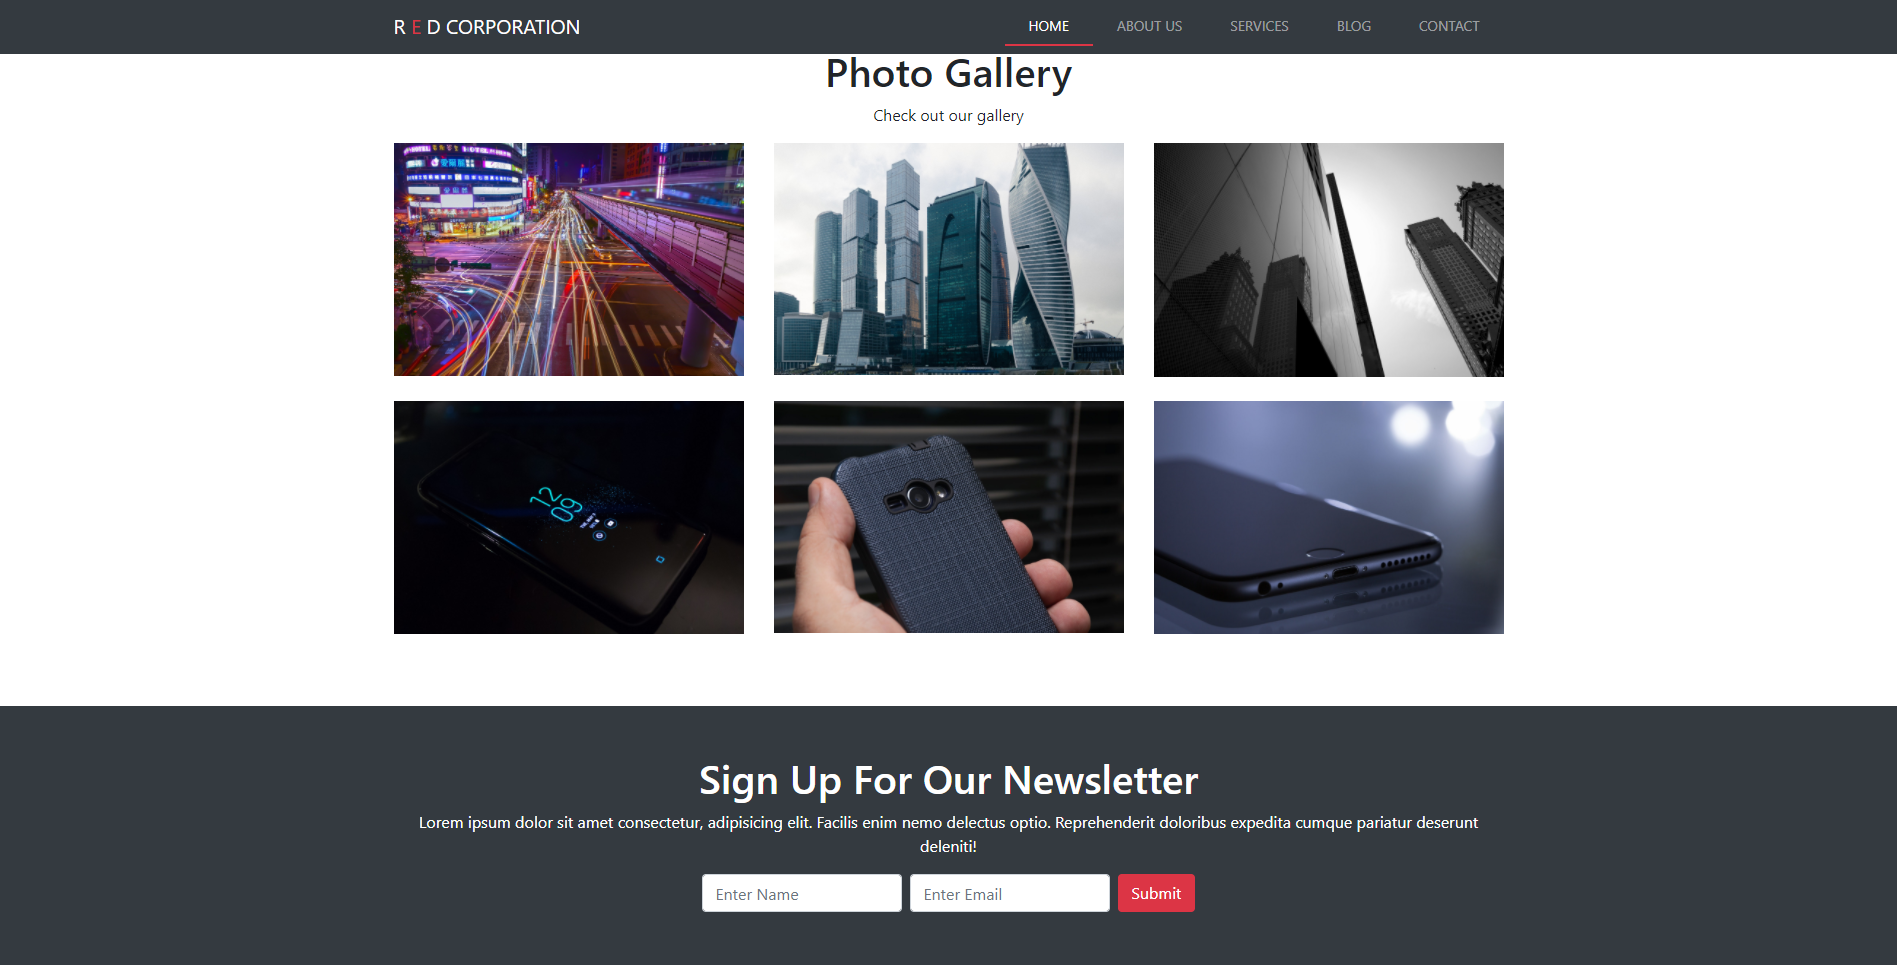 R E D CORPORATION
HOME ABOUT US SERVICES BLOG CONTACT
Photo Gallery
Check out our gallery
HOTEL
12
09
Sign Up For Our Newsletter
Lorem ipsum dolor sit amet consectetur, adipisicing elit. Facilis enim nemo delectus optio. Reprehenderit doloribus expedita cumque pariatur deserunt
deleniti!
Enter Name
Enter Email
Submit